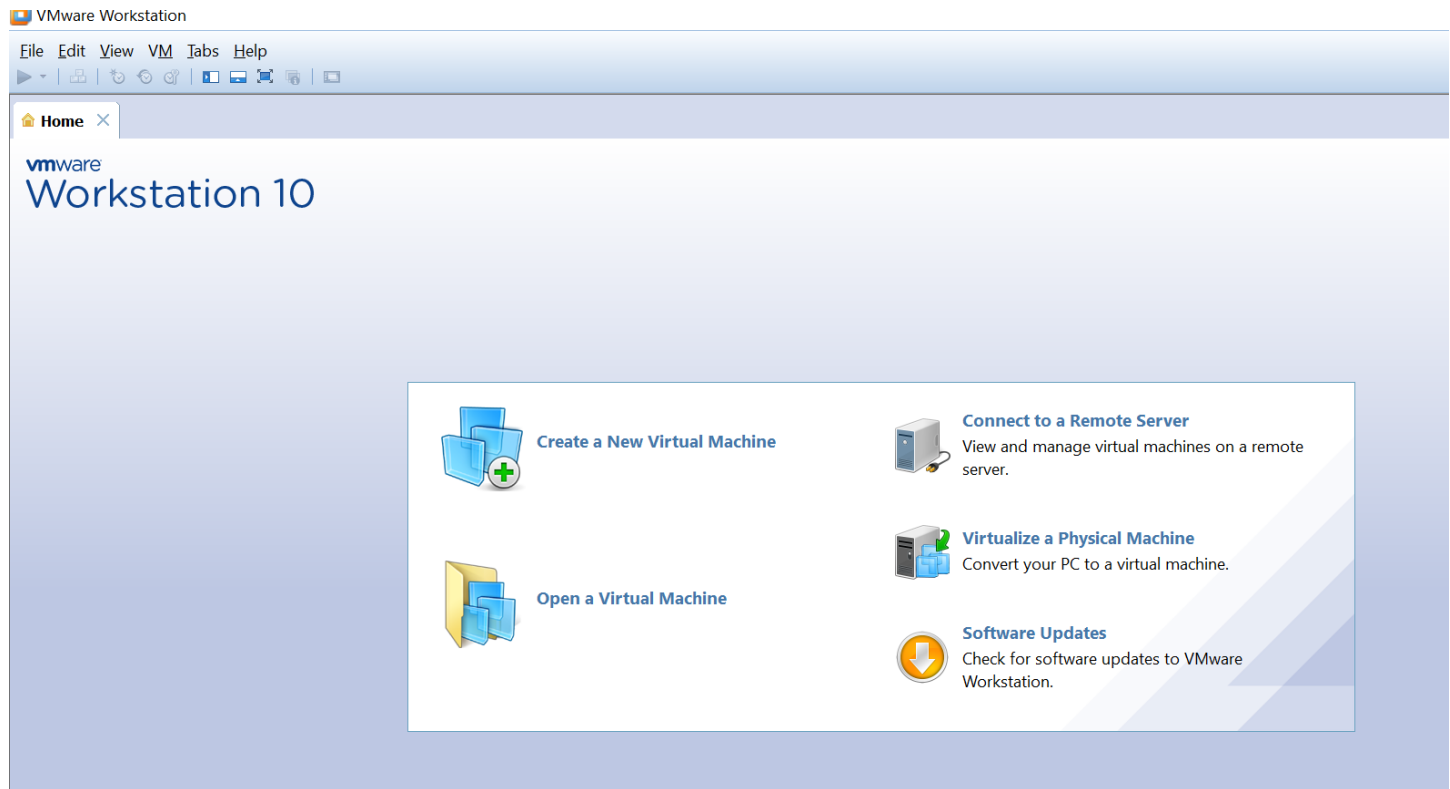 VMware Workstation
File Edit View VM Tabs Help
Home
vmware
Workstation 10
Create a New Virtual Machine
Open a Virtual Machine
Connect to a Remote Server
View and manage virtual machines on a remote
server.
Virtualize a Physical Machine
Convert your PC to a virtual machine.
Software Updates
Check for software updates to VMware
Workstation.